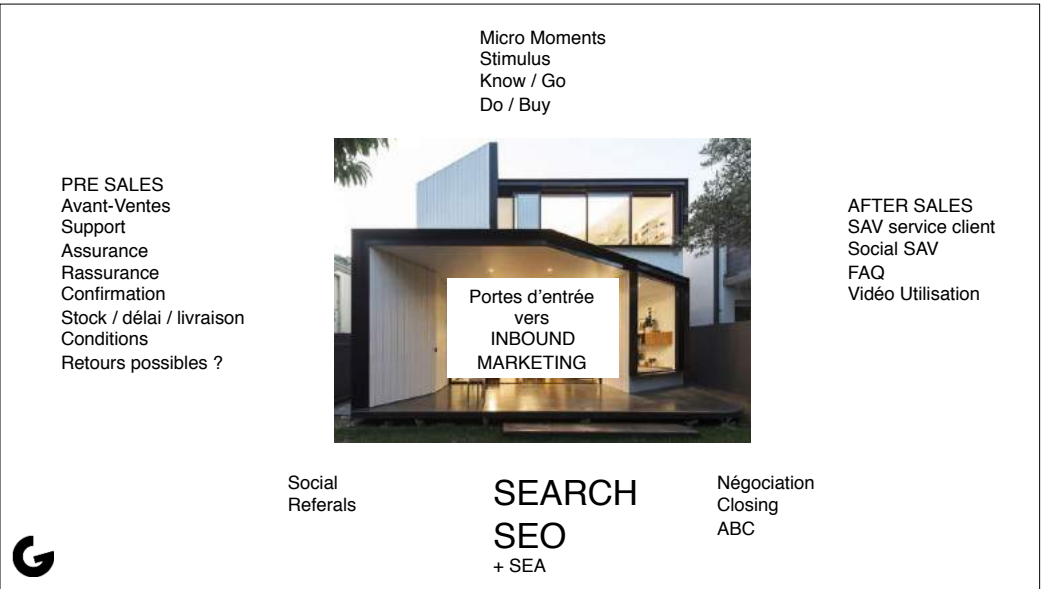 Micro Moments
Stimulus
Know / Go
Do / Buy
PRE SALES
Avant-Ventes
Support
Assurance
Rassurance
Confirmation
Stock / délai / livraison
Conditions
Retours possibles ?
Portes d’entrée
vers
INBOUND
MARKETING
AFTER SALES
SAV service client
Social SAV
FAQ
Vidéo Utilisation
Social
Referals
SEARCH
SEO
+ SEA
Négociation
Closing
ABC
G